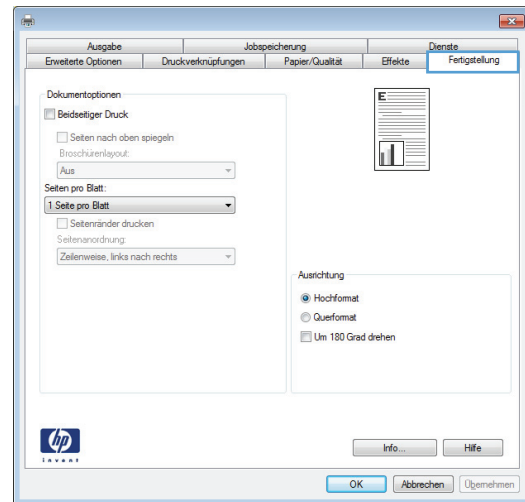 Ausgabe Jobspeicherung Dienste
Erweiterte Optionen Druckverknüpfungen Papier/Qualität Effekte Fertigstellung
Dokumentoptionen
Beidseitiger Druck
Seiten nach oben spiegeln
Broschürenlayout:
Aus
Seiten pro Blatt:
1 Seite pro Blatt
Seitenränder drucken
Seitenanordnung:
Zeilenweise, links nach rechts
E
Ausrichtung
Hochformat
Querformat
Um 180 Grad drehen
hp
invent
Info... Hilfe
OK Abbrechen Übernehmen